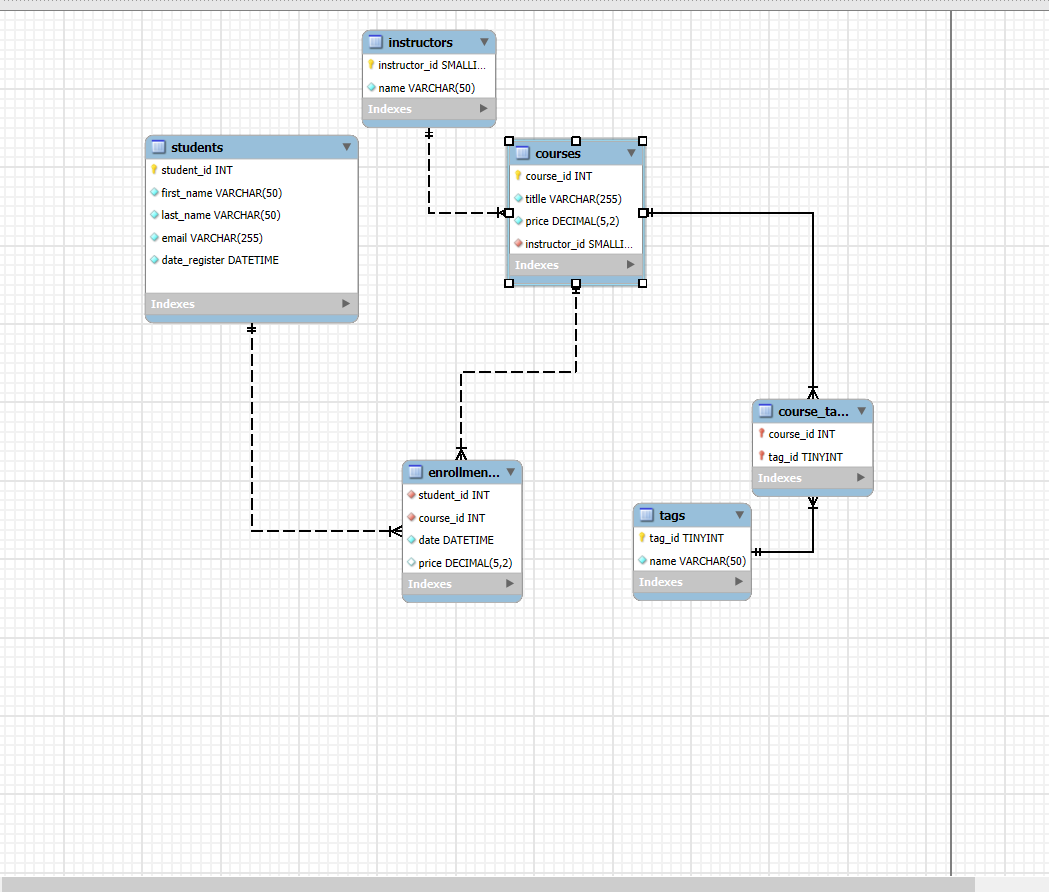 instructors
instructor_id SMALLI...
name VARCHAR(50)
Indexes
students
student_id INT
first_name VARCHAR(50)
last_name VARCHAR(50)
email VARCHAR(255)
date_register DATETIME
Indexes
courses
course_id INT
titlle VARCHAR(255)
price DECIMAL(5,2)
instructor_id SMALLI...
Indexes
course_ta...
course_id INT
tag_id TINYINT
Indexes
enrollmen...
student_id INT
course_id INT
date DATETIME
price DECIMAL(5,2)
Indexes
tags
tag_id TINYINT
name VARCHAR(50)
Indexes